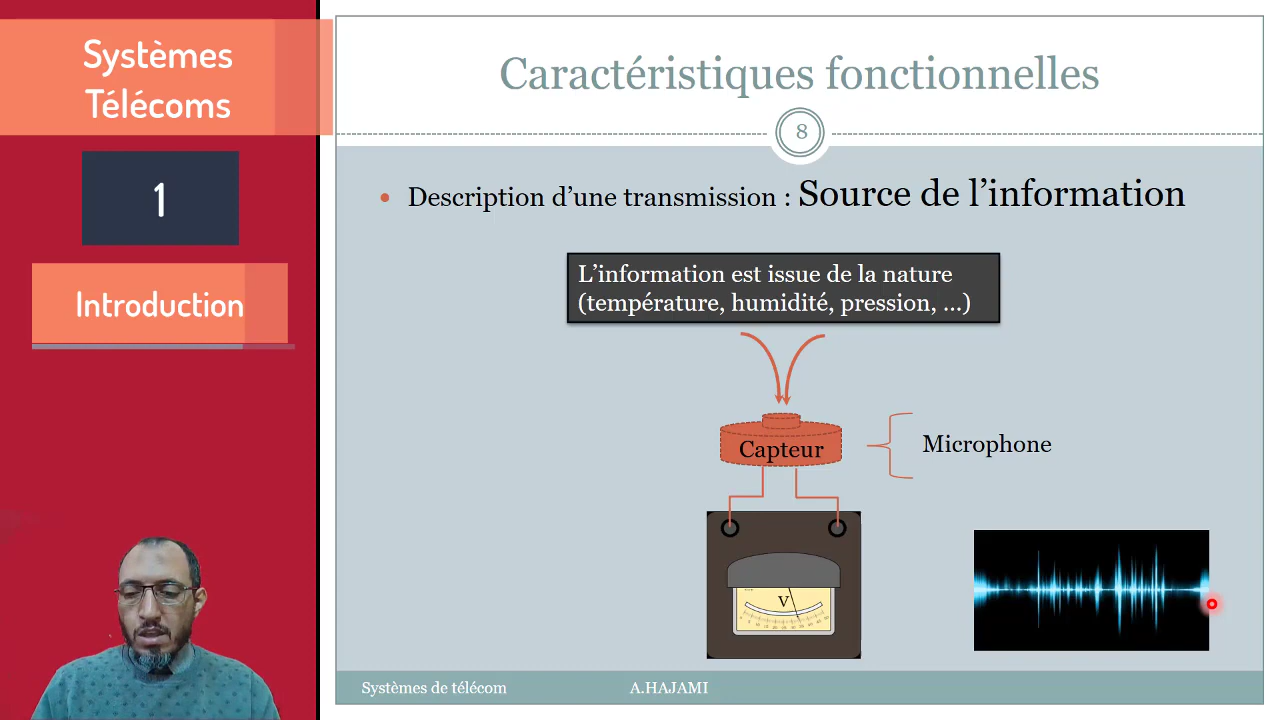 Systèmes
Télécoms
1
Introduction
Caractéristiques fonctionnelles
8
Description d’une transmission : Source de l’information
L’information est issue de la nature
(température, humidité, pression, …)
Capteur
Microphone
V
Systèmes de télécom
A.HAJAMI